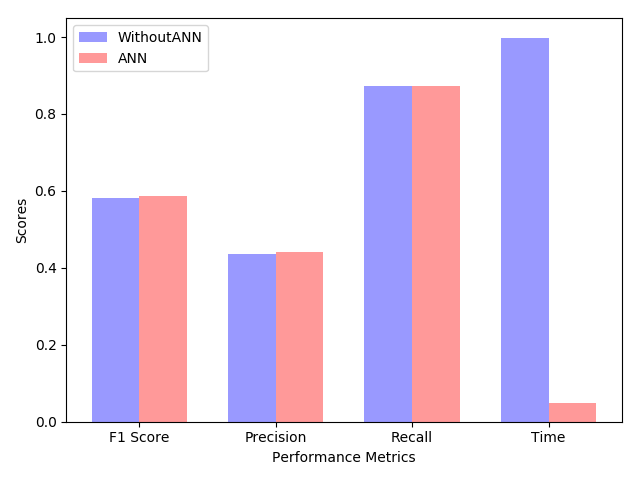 WithoutANN
ANN
1.0
0.8
0.6
0.4
0.2
0.0
Scores
F1 Score Precision Recall Time
Performance Metrics